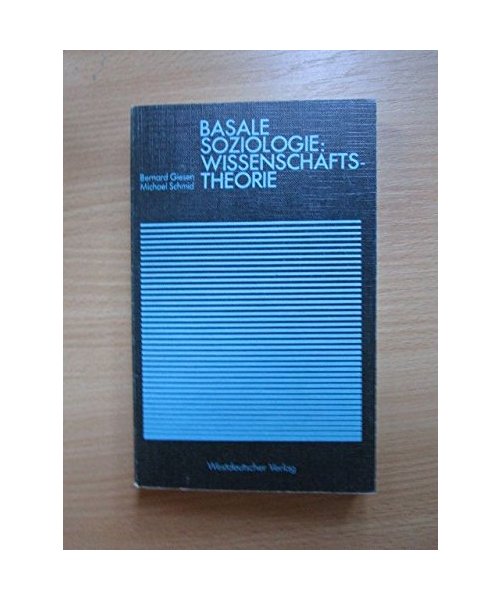 BASALE
SOZIOLOGIE:
WISSENSCHAFTS-
THEORIE
Bernard Giesen
Michael Schmid
Westdeutscher Verlag